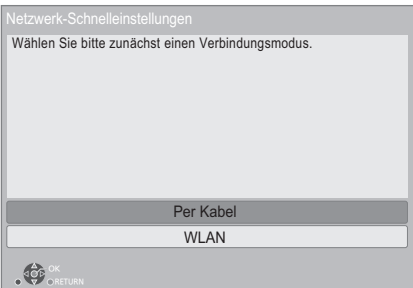 Netzwerk-Schnelleinstellungen
Wählen Sie bitte zunächst einen Verbindungsmodus.
Per Kabel
WLAN
OK
RETURN